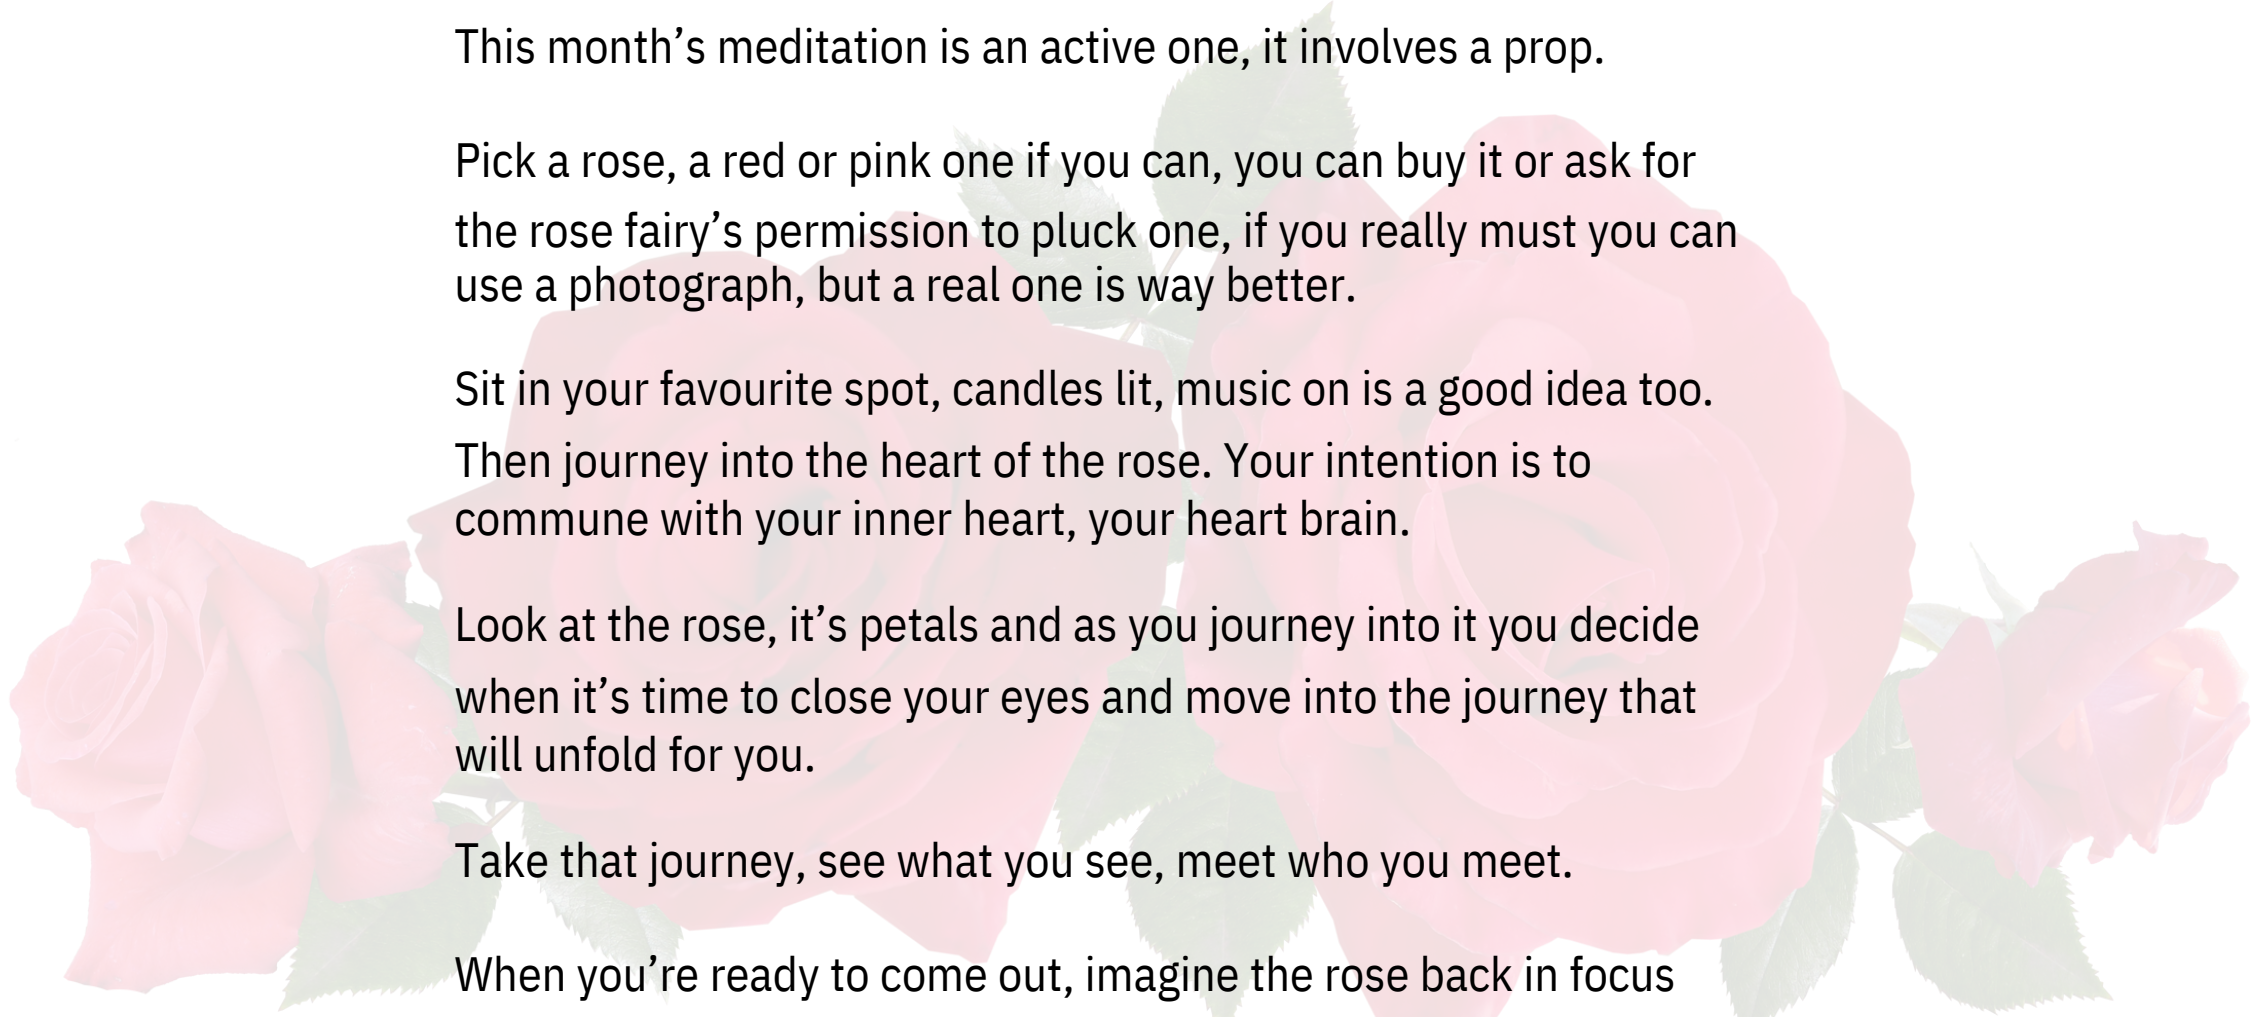 This month’s meditation is an active one, it involves a prop.
Pick a rose, a red or pink one if you can, you can buy it or ask for
the rose fairy’s permission to pluck one, if you really must you can
use a photograph, but a real one is way better.
Sit in your favourite spot, candles lit, music on is a good idea too.
Then journey into the heart of the rose. Your intention is to
commune with your inner heart, your heart brain.
Look at the rose, it’s petals and as you journey into it you decide
when it’s time to close your eyes and move into the journey that
will unfold for you.
Take that journey, see what you see, meet who you meet.
When you’re ready to come out, imagine the rose back in focus